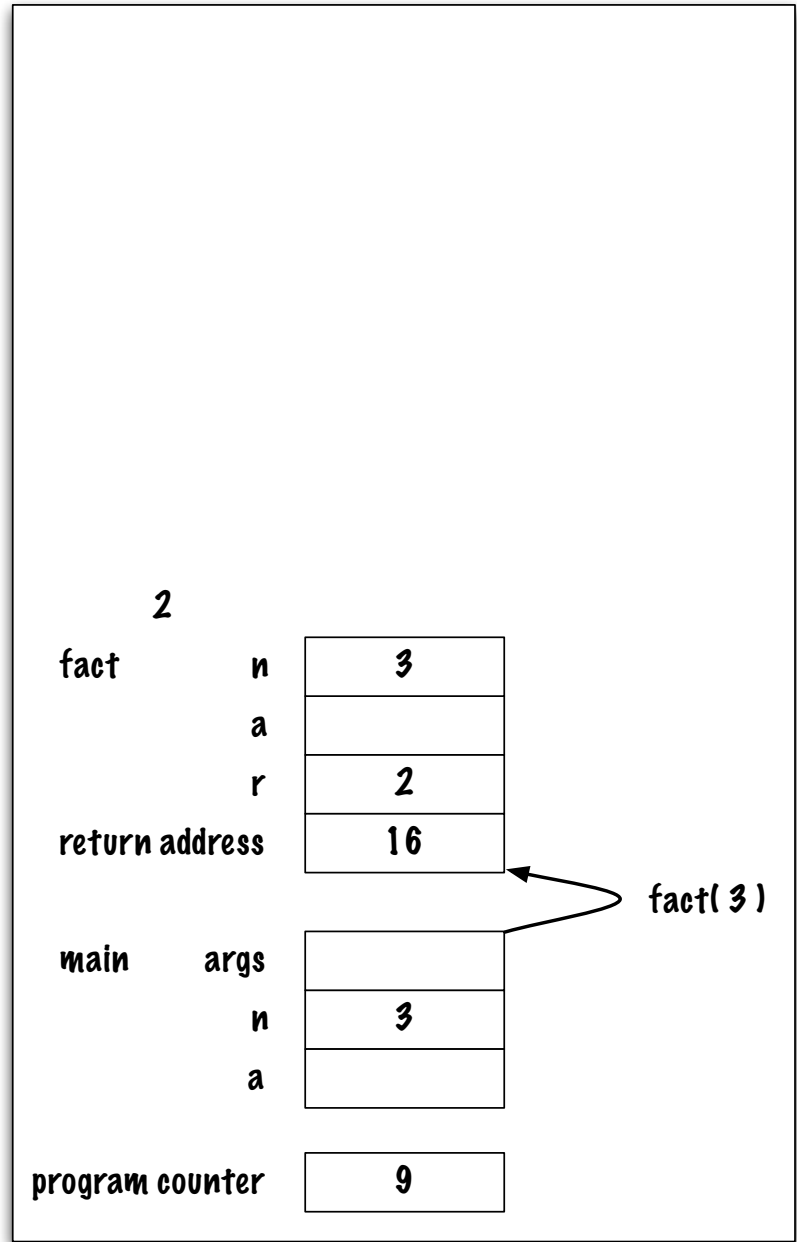 2
fact n 3
a
r 2
return address 16
fact( 3 )
main args
n 3
a
program counter 9